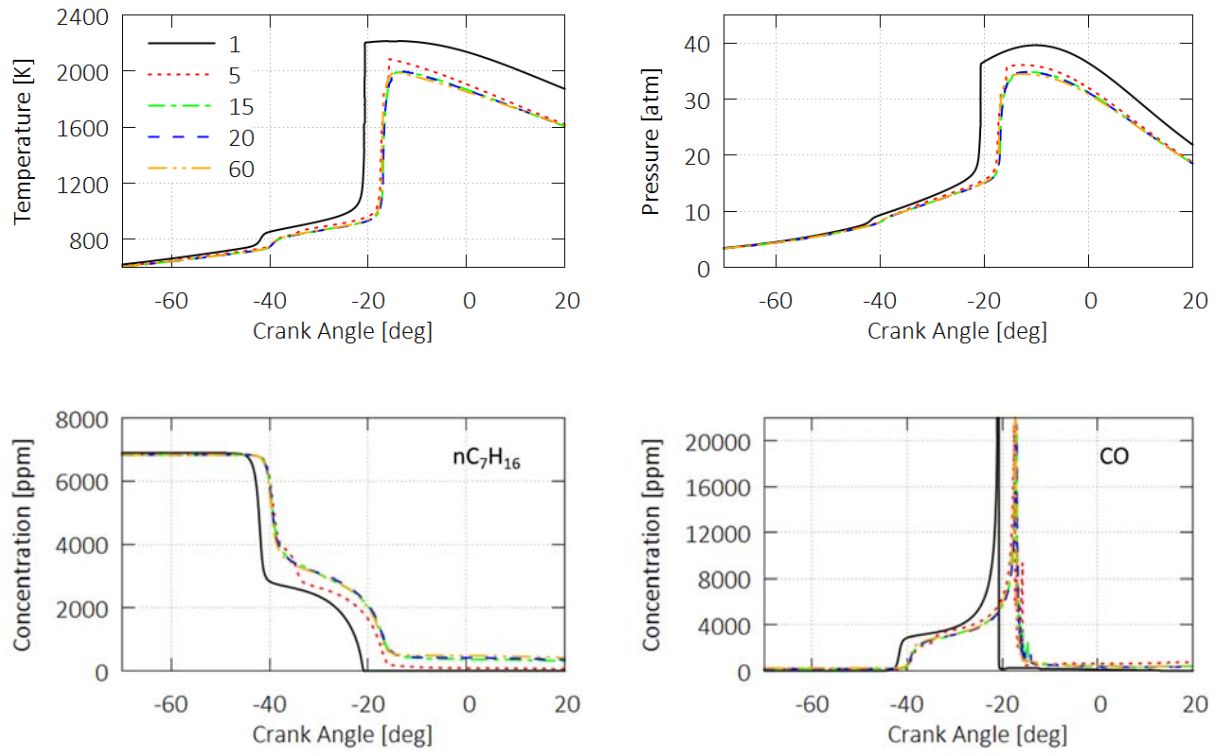 2400
2000
1600
1200
800
Temperature [K]
1
5
15
20
60
-60 -40 -20 0 20
Crank Angle [deg]
40
30
20
10
0
Pressure [atm]
-60 -40 -20 0 20
Crank Angle [deg]
8000
6000
4000
2000
0
Concentration [ppm]
nC₇H₁₆
-60 -40 -20 0 20
Crank Angle [deg]
20000
16000
12000
8000
4000
0
Concentration [ppm]
CO
-60 -40 -20 0 20
Crank Angle [deg]